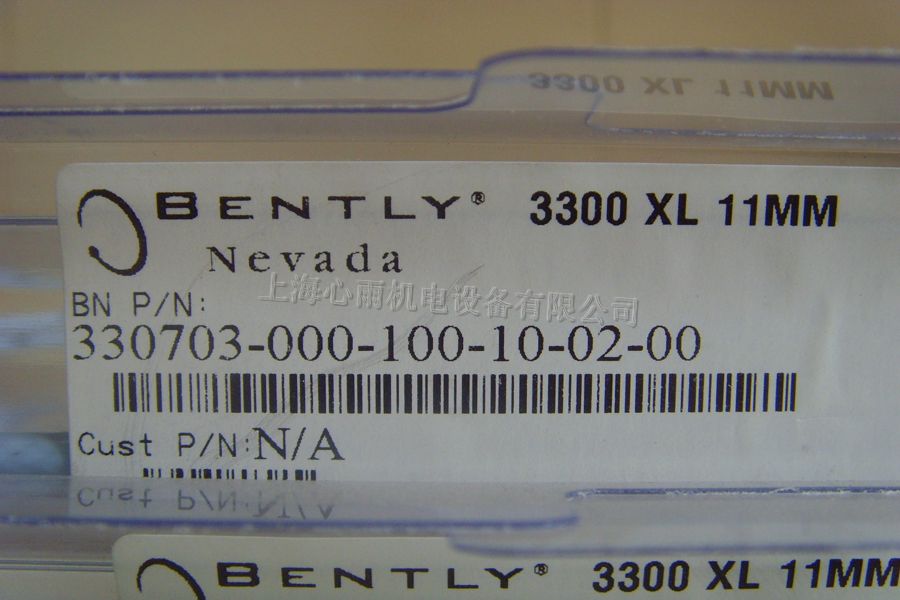 3300 XL 11MM
BENTLY® 3300 XL 11MM
Nevada
上海心雨机电设备有限公司
BN P/N:
330703-000-100-10-02-00
Cust P/N:N/A
Cust P/N:N/A
BENTLY® 3300 XL 11MM